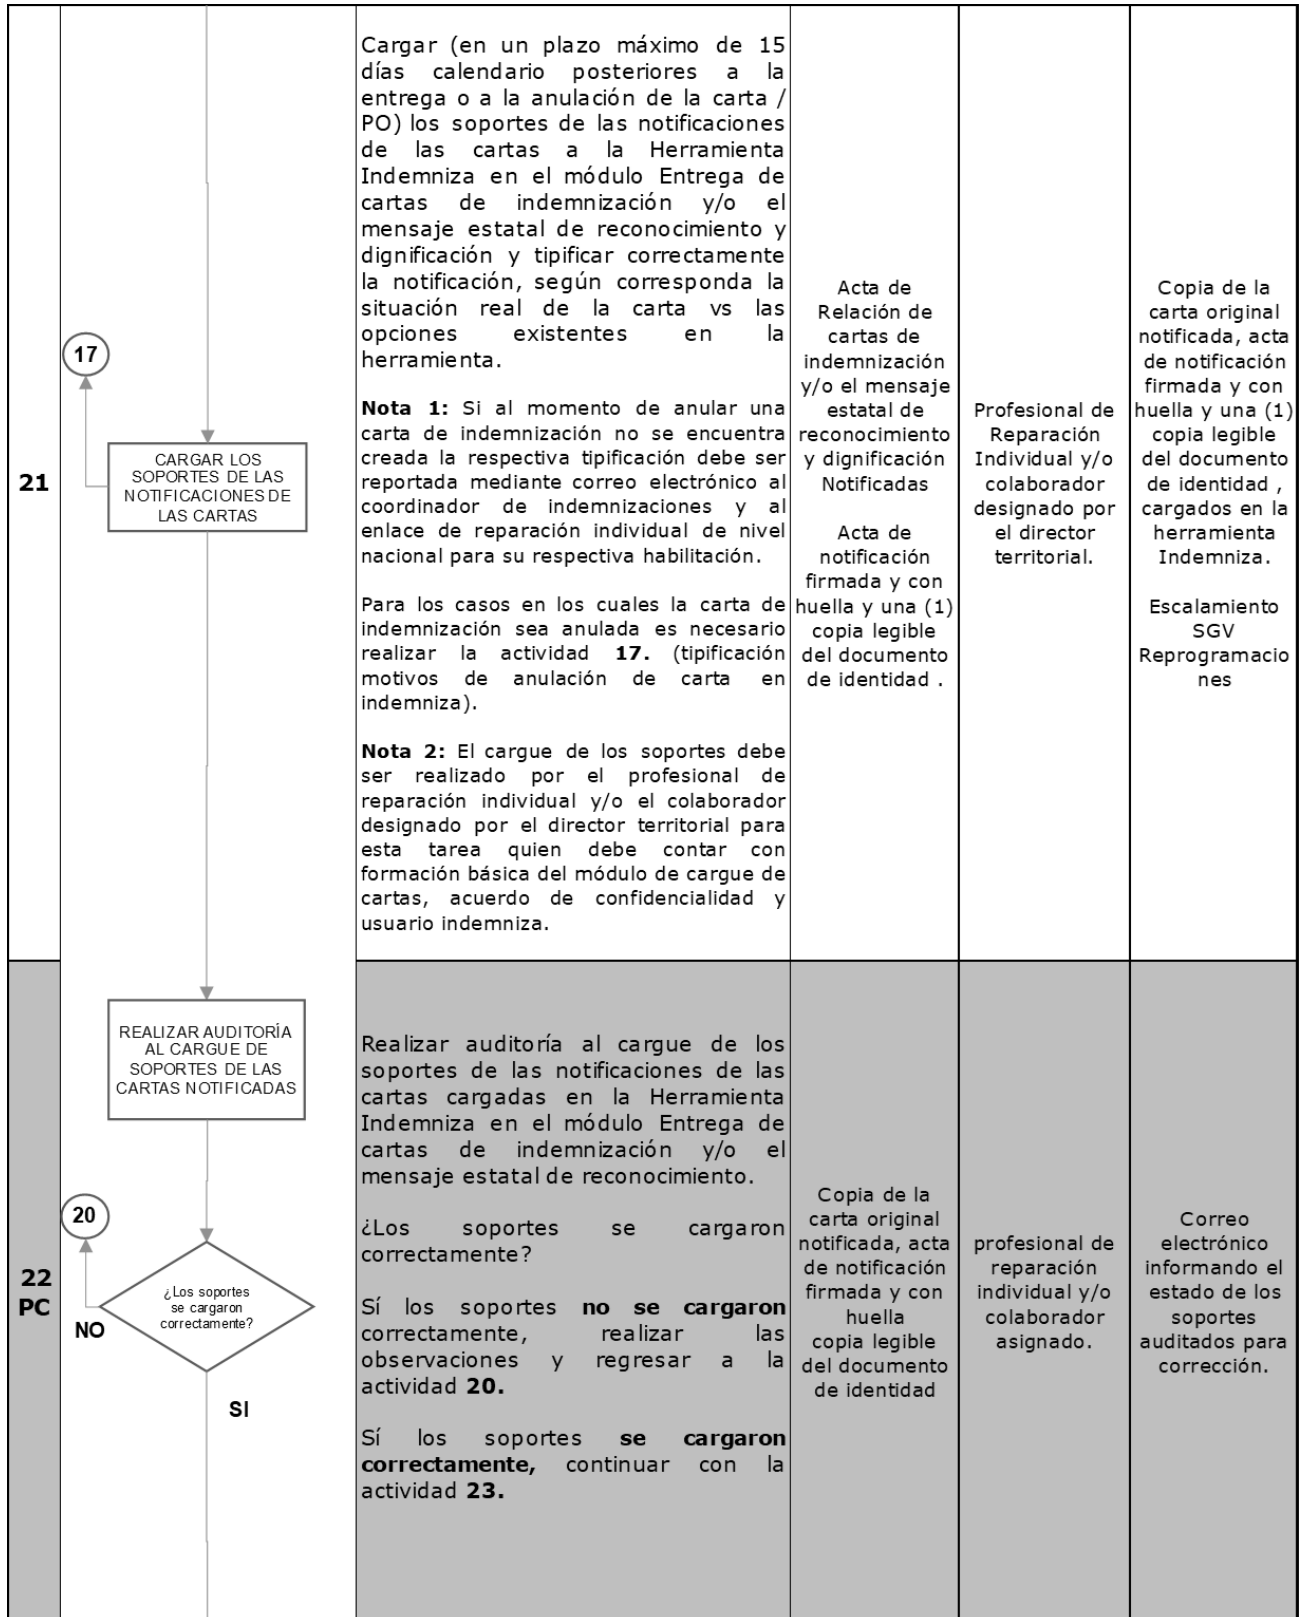 21
17
CARGAR LOS
SOPORTES DE LAS
NOTIFICACIONES DE
LAS CARTAS
Cargar (en un plazo máximo de 15
días calendario posteriores a la
entrega o a la anulación de la carta /
PO) los soportes de las notificaciones
de las cartas a la Herramienta
Indemniza en el módulo Entrega de
cartas de indemnización y/o el
mensaje estatal de reconocimiento y
dignificación y tipificar correctamente
la notificación, según corresponda la
situación real de la carta vs las
opciones existentes en la
herramienta.
Nota 1: Si al momento de anular una
carta de indemnización no se encuentra
creada la respectiva tipificación debe ser
reportada mediante correo electrónico al
coordinador de indemnizaciones y al
enlace de reparación individual de nivel
nacional para su respectiva habilitación.
Para los casos en los cuales la carta de
indemnización sea anulada es necesario
realizar la actividad 17. (tipificación
motivos de anulación de carta en
indemniza).
Nota 2: El cargue de los soportes debe
ser realizado por el profesional de
reparación individual y/o el colaborador
designado por el director territorial para
esta tarea quien debe contar con
formación básica del módulo de cargue de
cartas, acuerdo de confidencialidad y
usuario indemniza.
Acta de
Relación de
cartas de
indemnización
y/o el mensaje
estatal de
reconocimiento
y dignificación
Notificadas
Acta de
notificación
firmada y con
huella y una (1)
copia legible
del documento
de identidad .
Profesional de
Reparación
Individual y/o
colaborador
designado por
el director
territorial.
Copia de la
carta original
notificada, acta
de notificación
firmada y con
huella y una (1)
copia legible
del documento
de identidad ,
cargados en la
herramienta
Indemniza.
Escalamiento
SGV
Reprogramacio
nes
22
PC
REALIZAR AUDITORÍA
AL CARGUE DE
SOPORTES DE LAS
CARTAS NOTIFICADAS
20
¿Los soportes
se cargaron
correctamente?
NO
SI
Realizar auditoría al cargue de los
soportes de las notificaciones de las
cartas cargadas en la Herramienta
Indemniza en el módulo Entrega de
cartas de indemnización y/o el
mensaje estatal de reconocimiento.
¿Los soportes se cargaron
correctamente?
Sí los soportes no se cargaron
correctamente, realizar las
observaciones y regresar a la
actividad 20.
Sí los soportes se cargaron
correctamente, continuar con la
actividad 23.
Copia de la
carta original
notificada, acta
de notificación
firmada y con
huella
copia legible
del documento
de identidad
profesional de
reparación
individual y/o
colaborador
asignado.
Correo
electrónico
informando el
estado de los
soportes
auditados para
corrección.